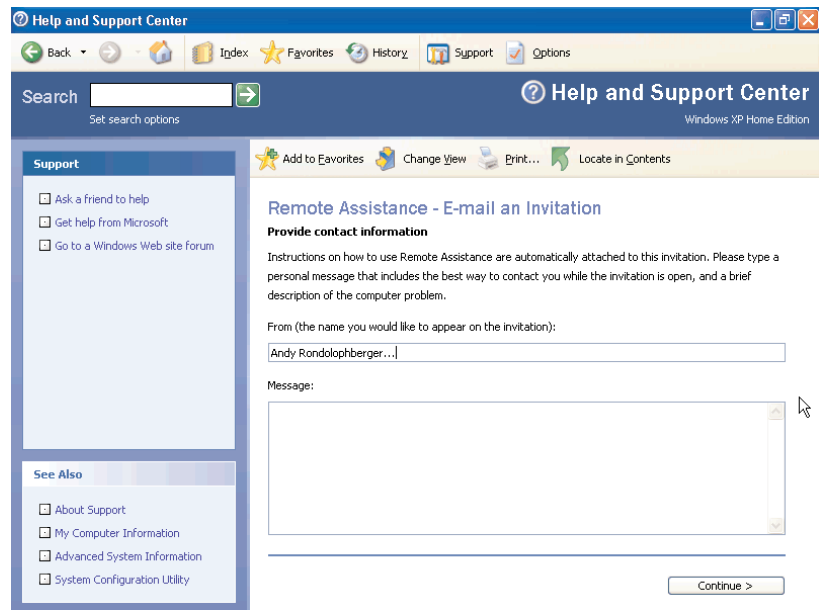 Help and Support Center
Back Index Favorites History Support Options
Search
Set search options
Help and Support Center
Windows XP Home Edition
Support
Ask a friend to help
Get help from Microsoft
Go to a Windows Web site forum
See Also
About Support
My Computer Information
Advanced System Information
System Configuration Utility
Add to Favorites Change View Print... Locate in Contents
Remote Assistance - E-mail an Invitation
Provide contact information
Instructions on how to use Remote Assistance are automatically attached to this invitation. Please type a
personal message that includes the best way to contact you while the invitation is open, and a brief
description of the computer problem.
From (the name you would like to appear on the invitation):
Andy Rondolophberger...
Message:
Continue >